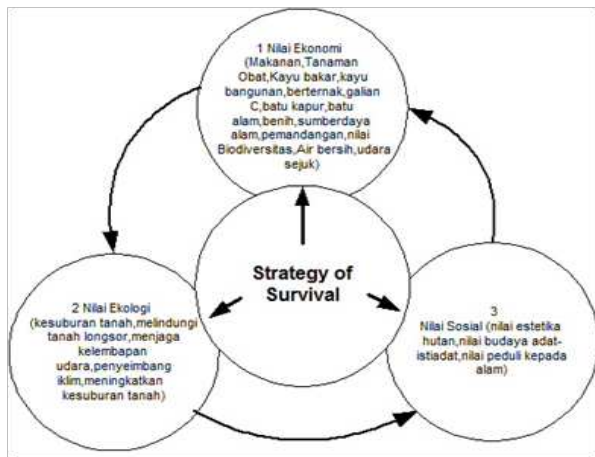 1 Nilai Ekonomi
(Makanan,Tanaman
Obat,Kayu bakar,kayu
bangunan,berternak,galian
C,batu kapur,batu
alam,benih,sumberdaya
alam,pemandangan,nilai
Biodiversitas,Air bersih,udara
sejuk)
Strategy of
Survival
2 Nilai Ekologi
(kesuburan tanah,melindungi
tanah longsor,menjaga
kelembapan
udara,penyeimbang
iklim,meningkatkan
kesuburan tanah)
3
Nilai Sosial (nilai estetika
hutan,nilai budaya adat-
istiadat,nilai peduli kepada
alam)